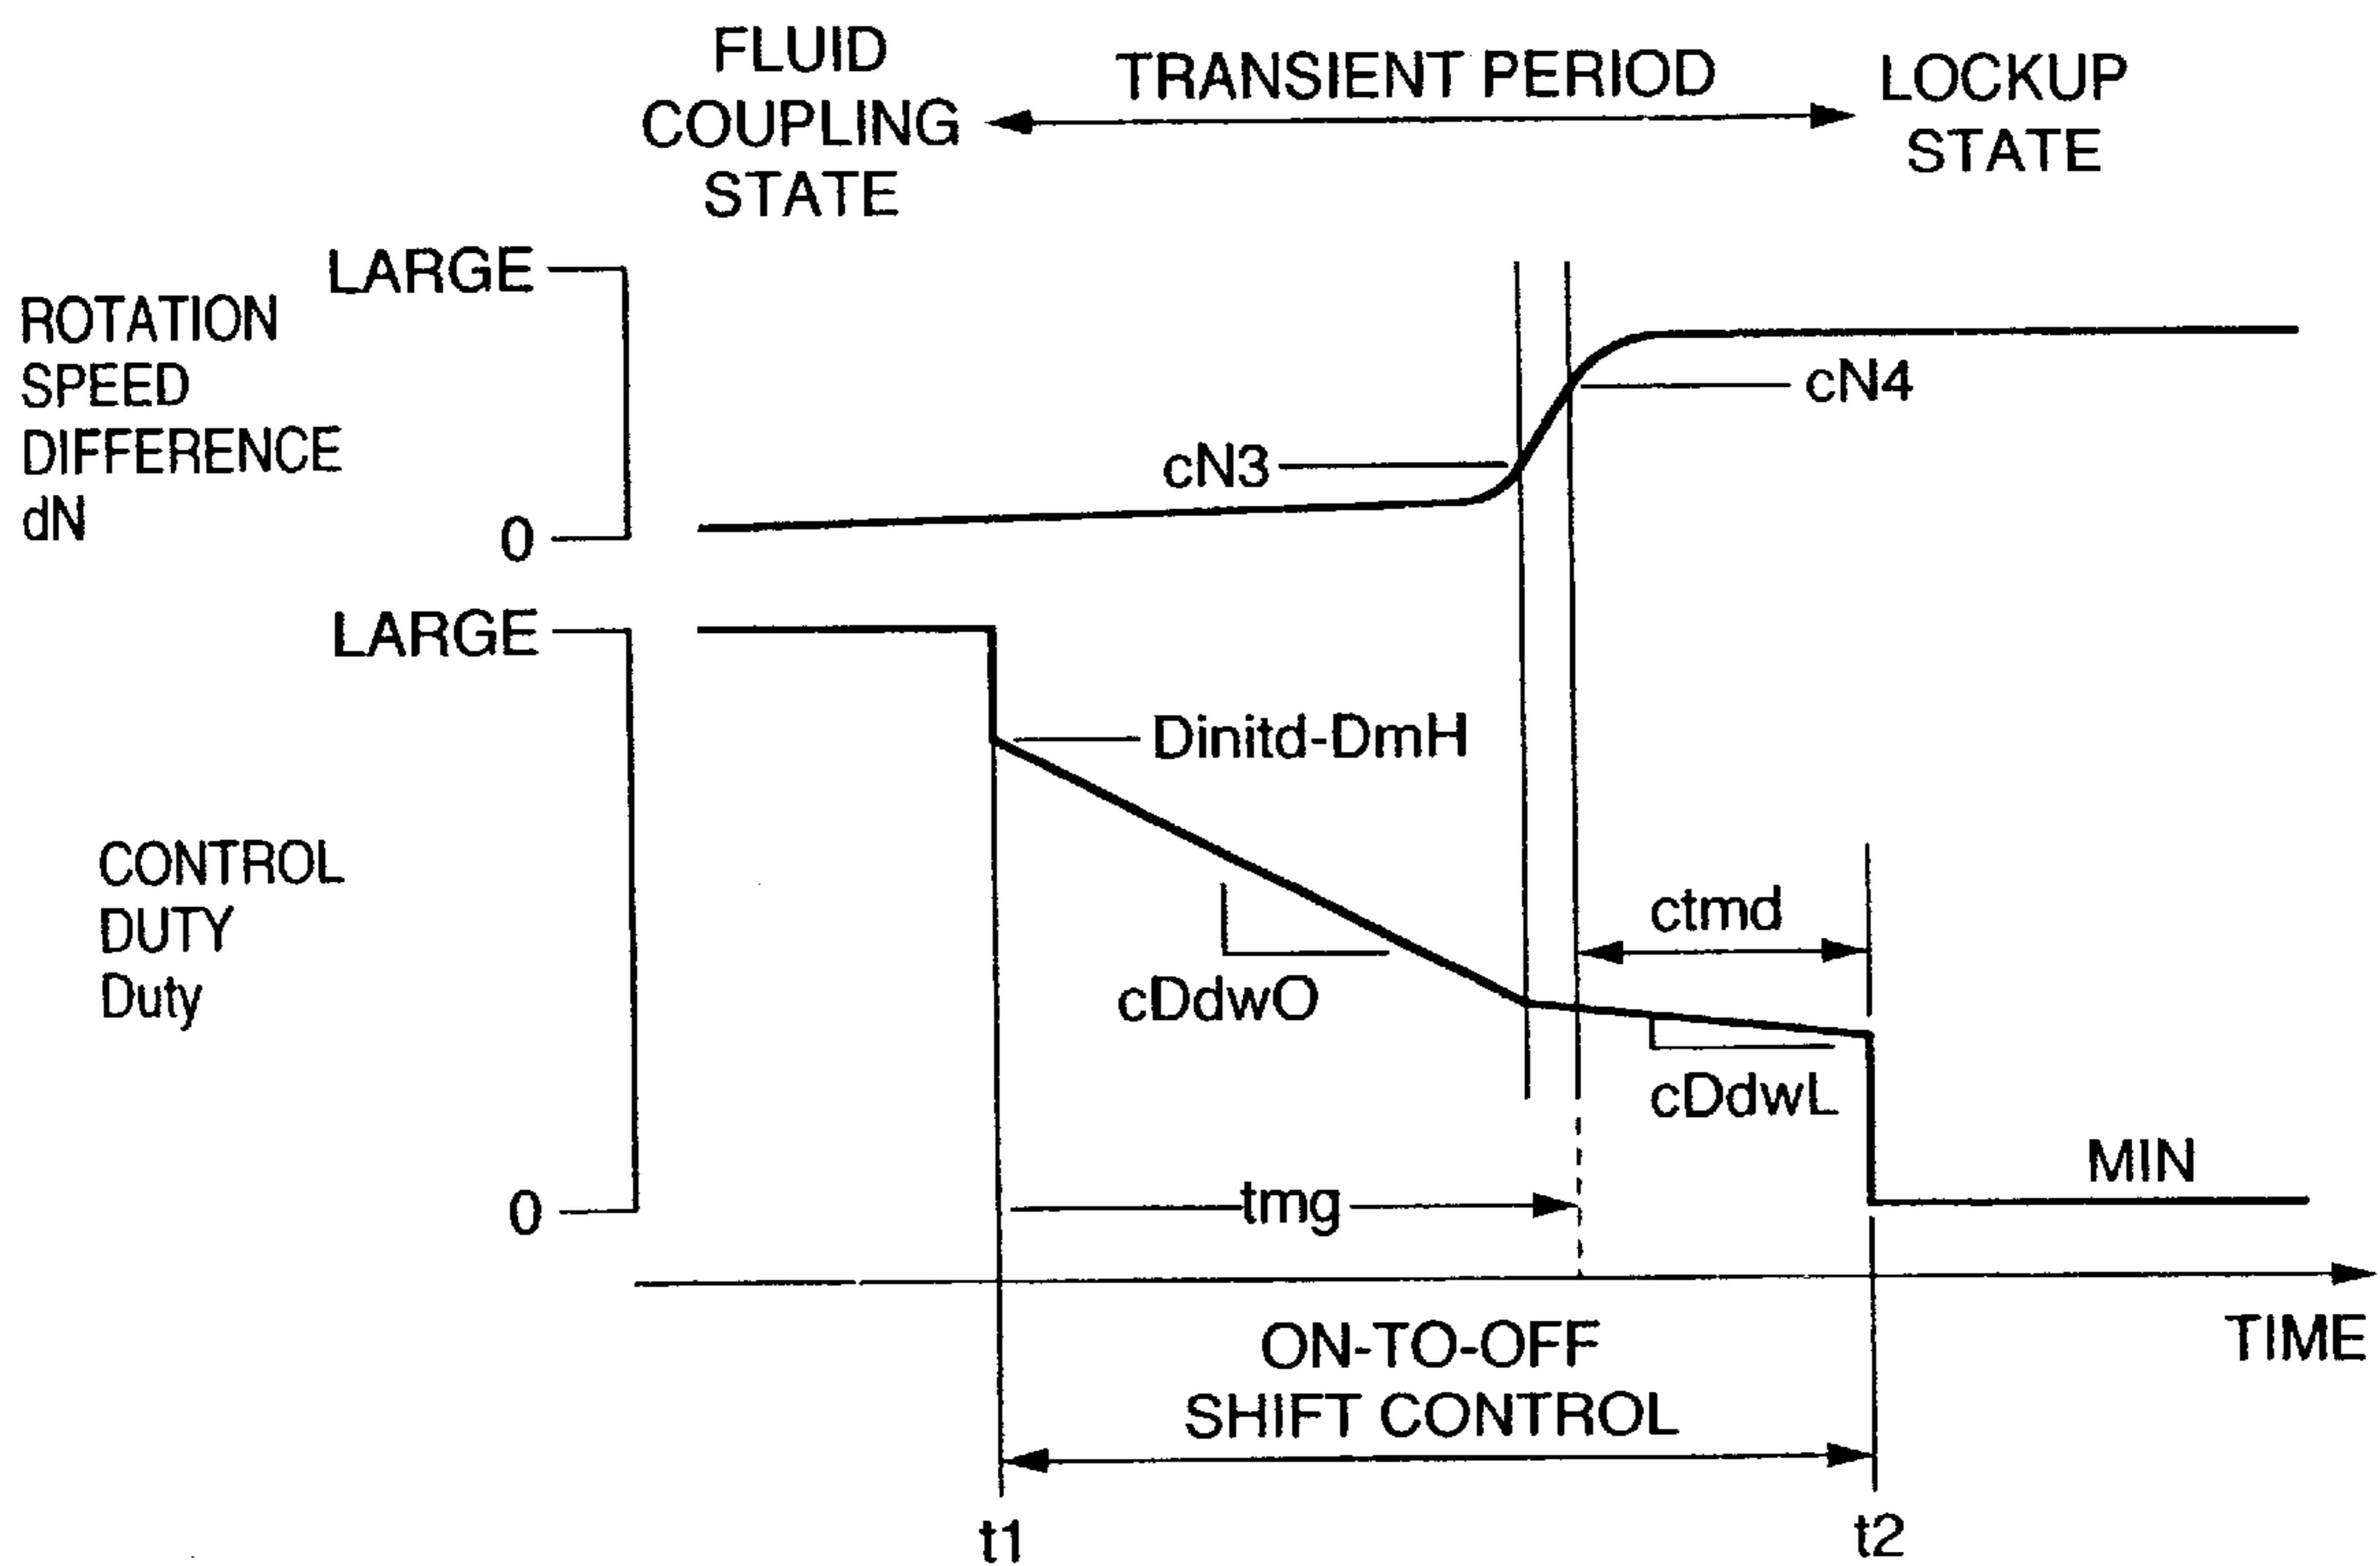 FLUID
COUPLING
STATE
TRANSIENT PERIOD
LOCKUP
STATE
LARGE
ROTATION
SPEED
DIFFERENCE
dN
0
cN4
cN3
LARGE
Dinitd-DmH
CONTROL
DUTY
Duty
ctmd
cDdwO
cDdwL
MIN
0
tmg
TIME
ON-TO-OFF
SHIFT CONTROL
t1
t2